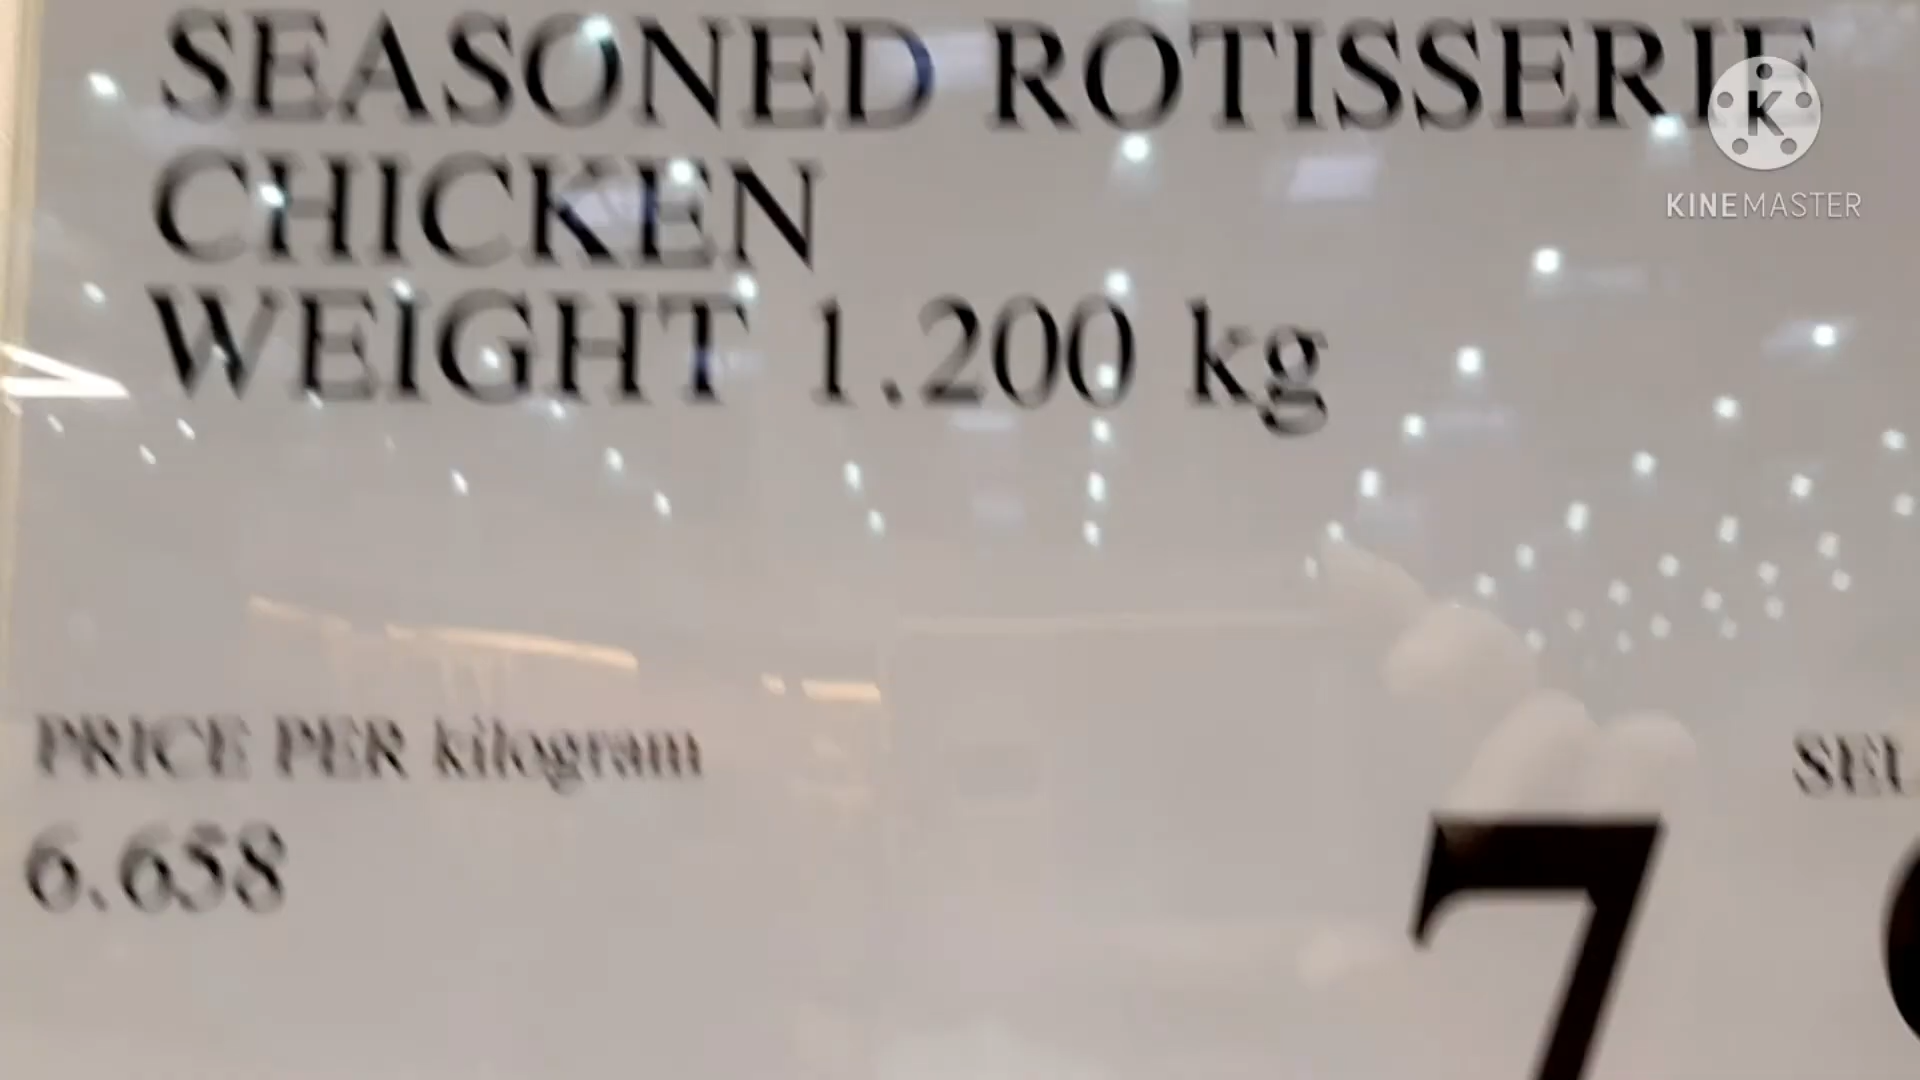 SEASONED ROTISSERIE
CHICKEN
WEIGHT 1.200 kg
K
KINEMASTER
PRICE PER kilogram
6.658
7